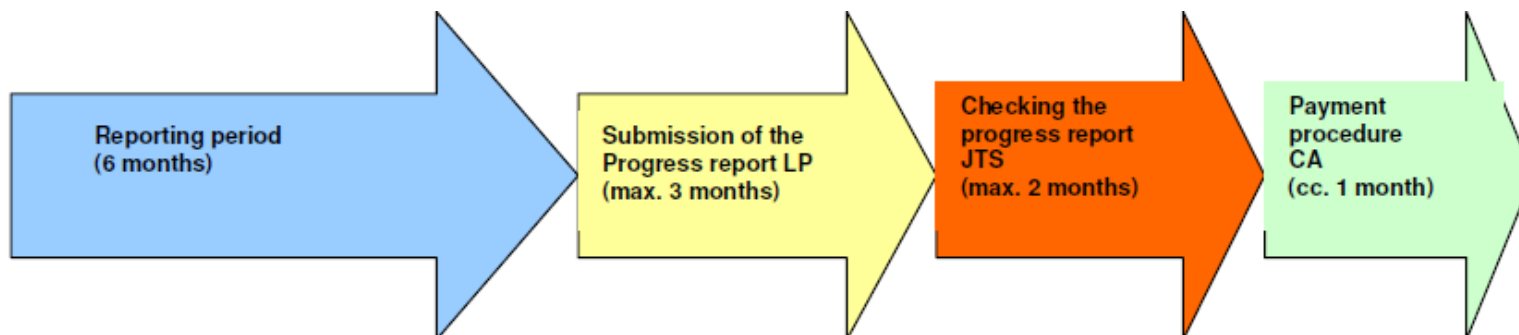 Reporting period
(6 months)
Submission of the
Progress report LP
(max. 3 months)
Checking the
progress report
JTS
(max. 2 months)
Payment
procedure
CA
(cc. 1 month)